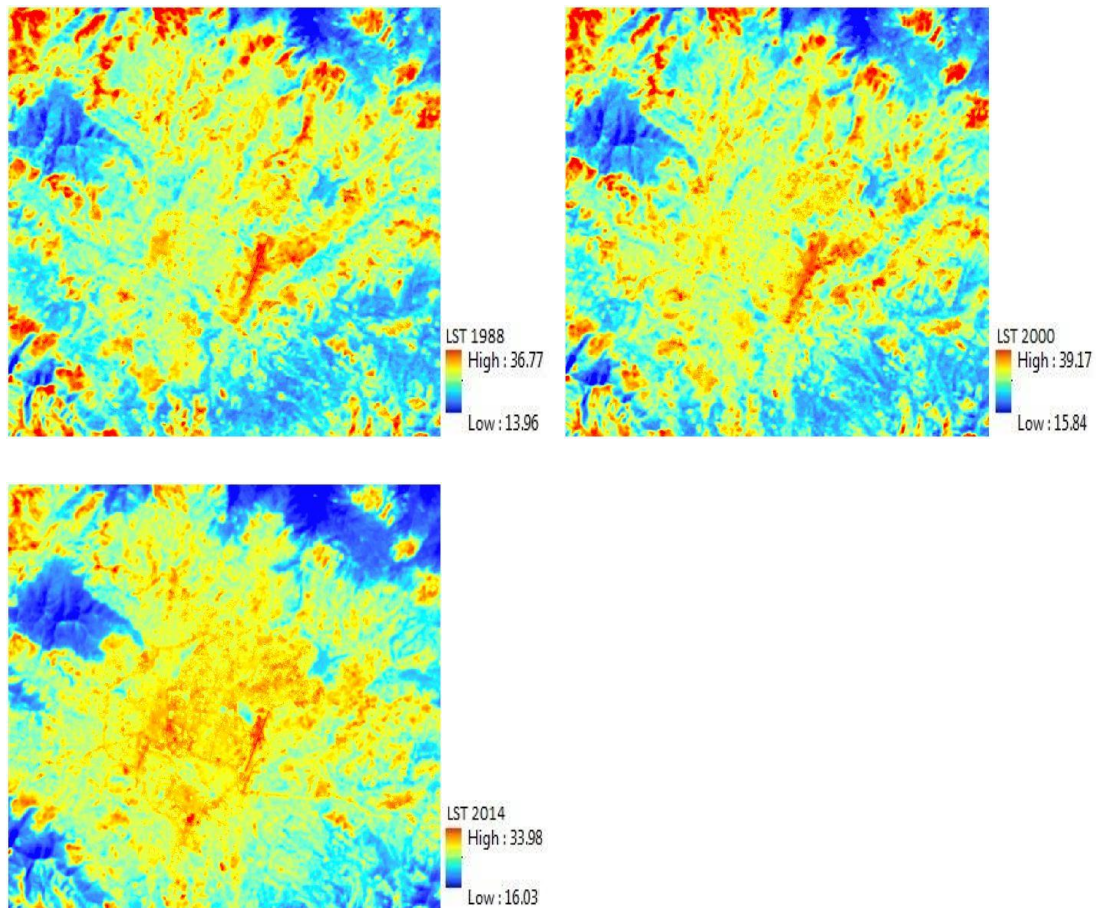 LST 1988
High : 36.77
Low : 13.96
LST 2000
High : 39.17
Low : 15.84
LST 2014
High : 33.98
Low : 16.03